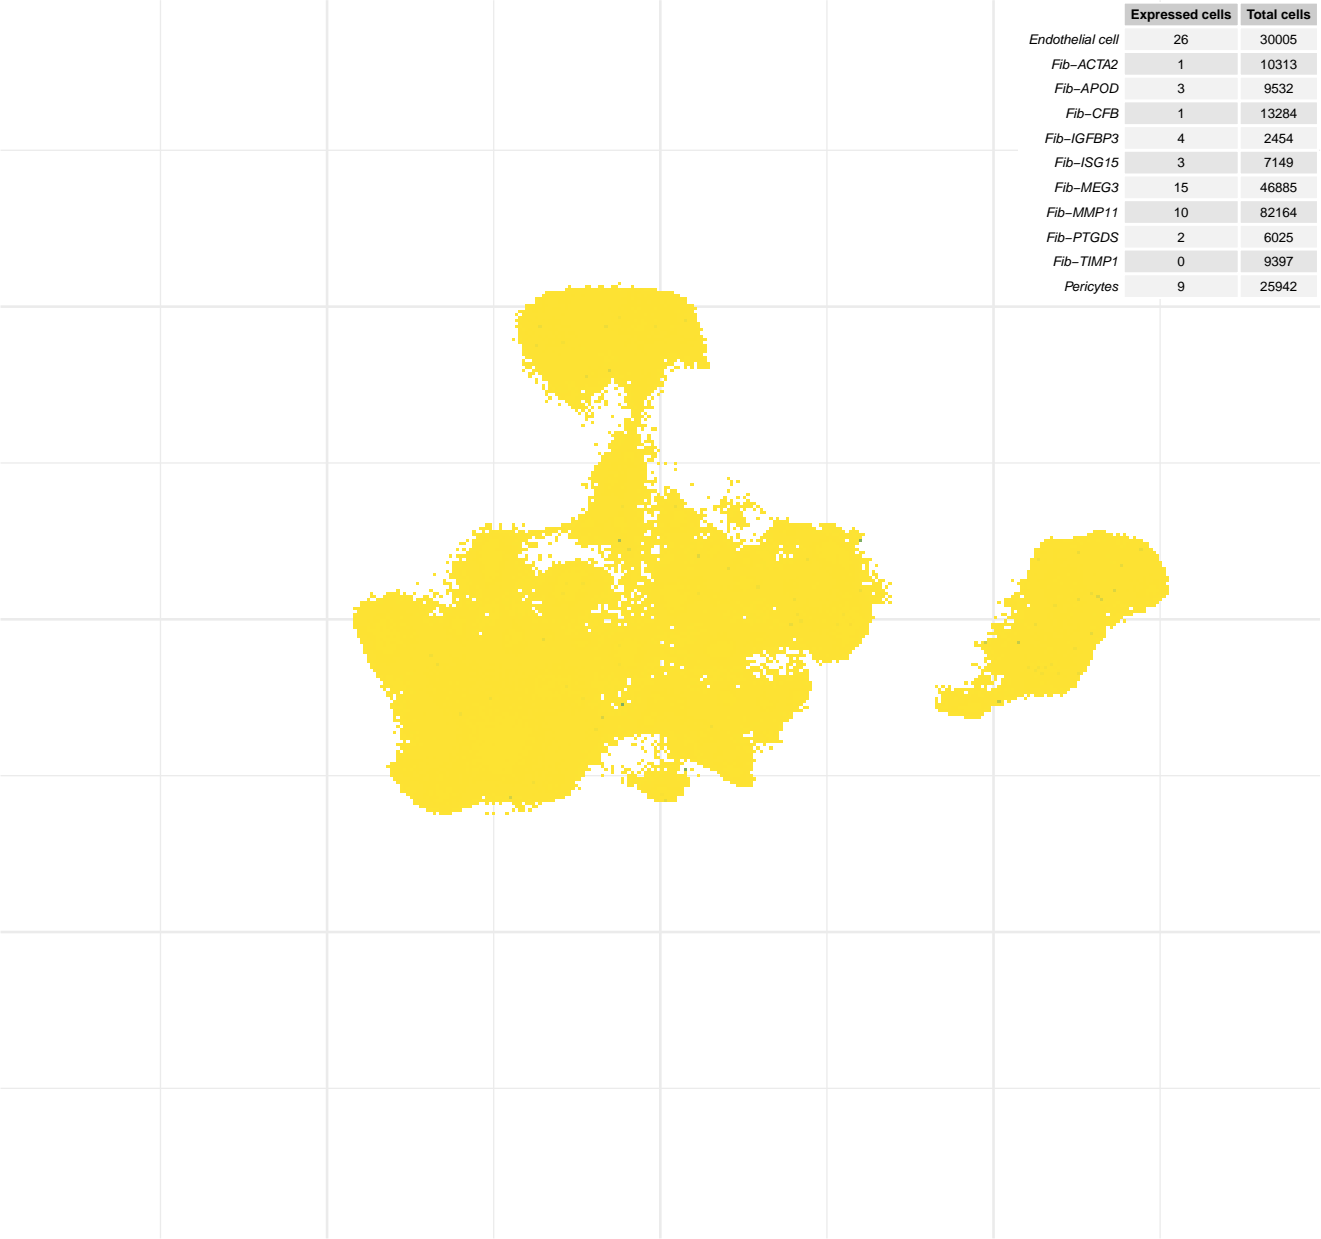 Expressed cells Total cells
Endothelial cell 26 30005
Fib−ACTA2 1 10313
Fib−APOD 3 9532
Fib−CFB 1 13284
Fib−IGFBP3 4 2454
Fib−ISG15 3 7149
Fib−MEG3 15 46885
Fib−MMP11 10 82164
Fib−PTGDS 2 6025
Fib−TIMP1 0 9397
Pericytes 9 25942